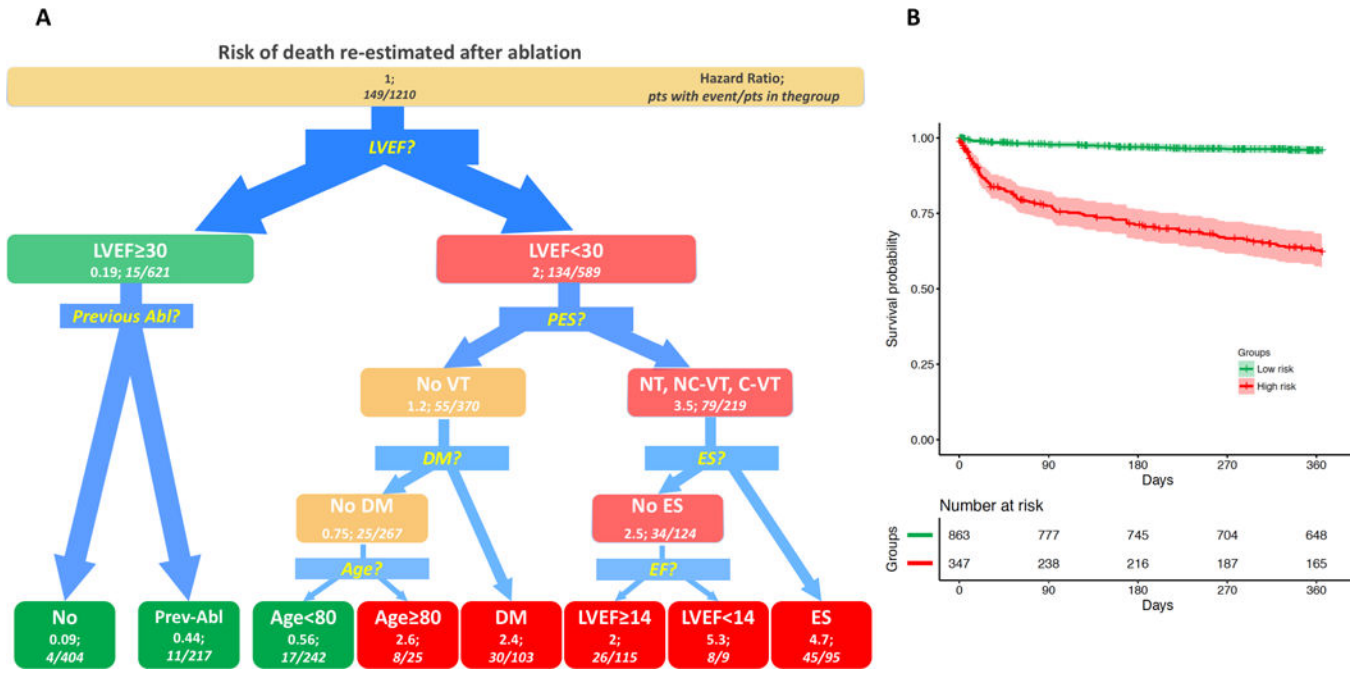 A
Risk of death re-estimated after ablation
1;
149/1210
Hazard Ratio;
pts with event/pts in thegroup
LVEF?
LVEF≥30
0.19; 15/621
LVEF<30
2; 134/589
Previous Abl?
PES?
No VT
1.2; 55/370
NT, NC-VT, C-VT
3.5; 79/219
DM?
ES?
No DM
0.75; 25/267
No ES
2.5; 34/124
Age?
EF?
No
0.09;
4/404
Prev-Abl
0.44;
11/217
Age<80
0.56;
17/242
Age≥80
2.6;
8/25
DM
2.4;
30/103
LVEF≥14
2;
26/115
LVEF<14
5.3;
8/9
ES
4.7;
45/95
B
Survival probability
1.00
0.75
0.50
0.25
0.00
Groups
Low risk
High risk
0 90 180 270 360
Days
Number at risk
Groups
863 777 745 704 648
347 238 216 187 165
0 90 180 270 360
Days